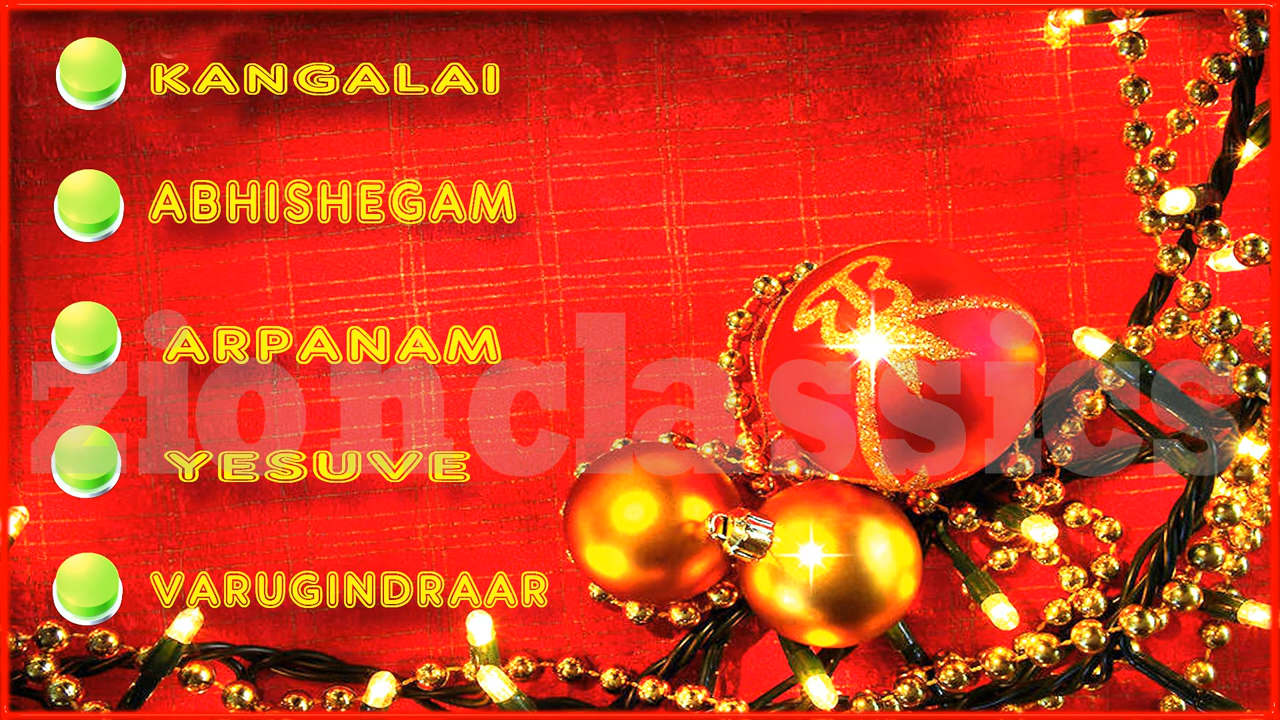 KANGALAI
ABHISHEGAM
ARPANAM
zionclassics
YESUVE
VARUGINDRAAR